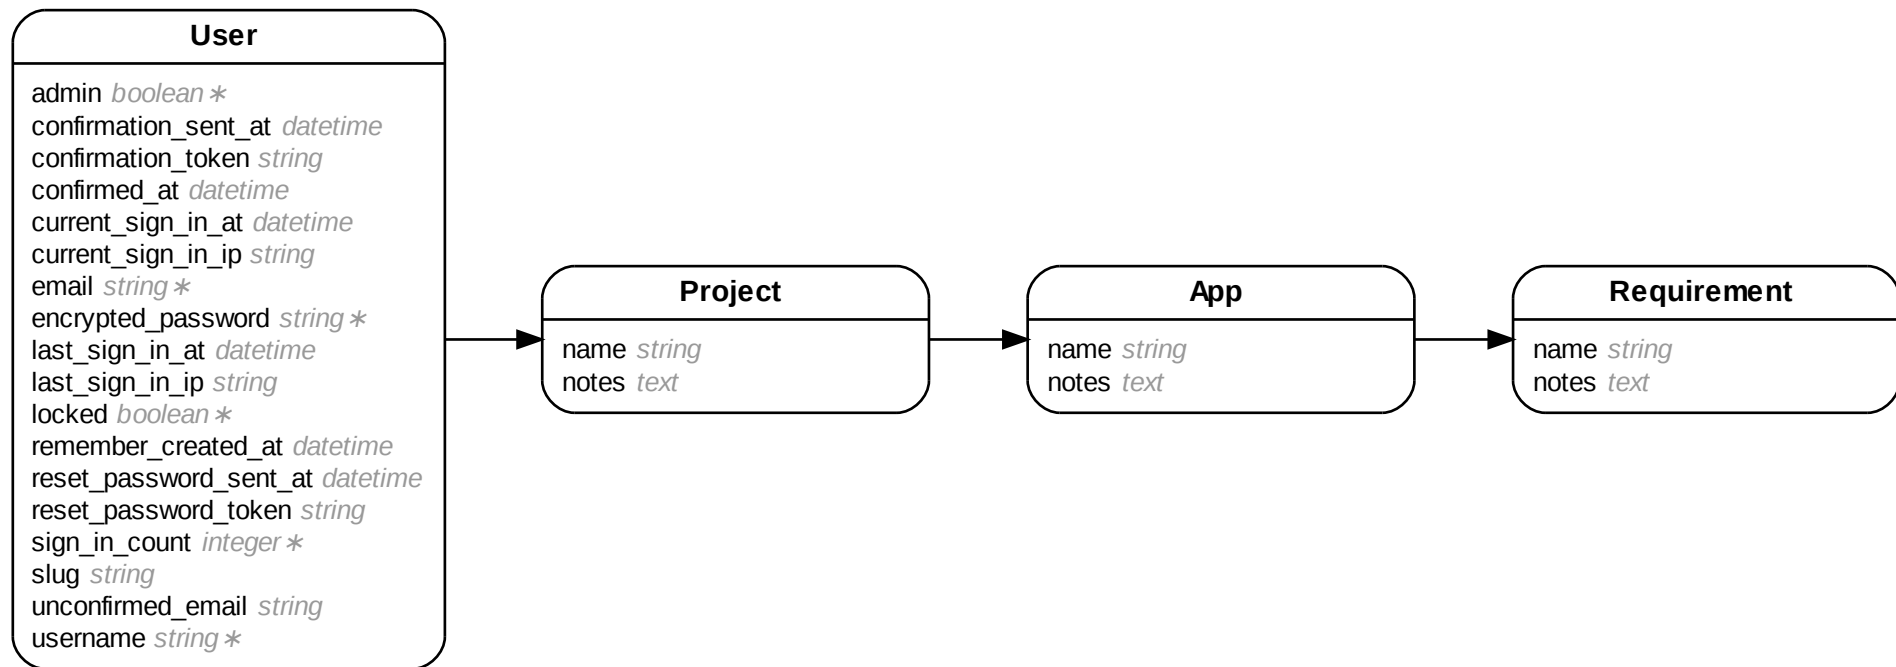 User
admin boolean ∗
confirmation_sent_at datetime
confirmation_token string
confirmed_at datetime
current_sign_in_at datetime
current_sign_in_ip string
email string ∗
encrypted_password string ∗
last_sign_in_at datetime
last_sign_in_ip string
locked boolean ∗
remember_created_at datetime
reset_password_sent_at datetime
reset_password_token string
sign_in_count integer ∗
slug string
unconfirmed_email string
username string ∗
Project
name string
notes text
App
name string
notes text
Requirement
name string
notes text